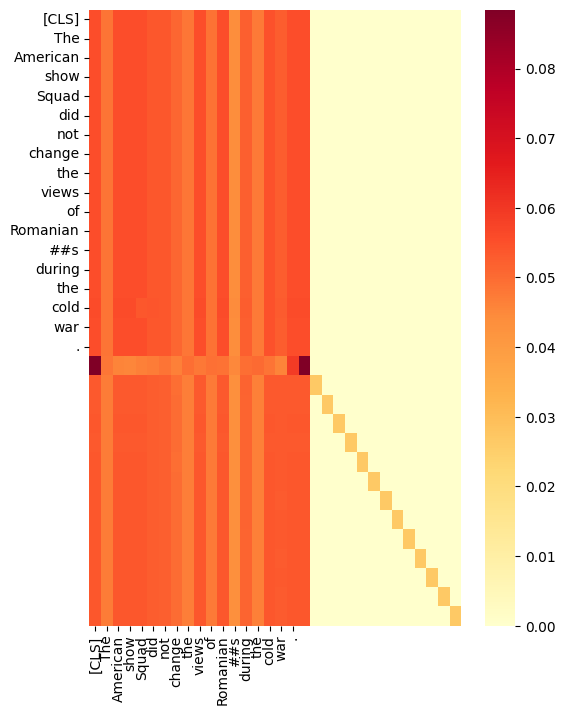 [CLS]
The
American
show
Squad
did
not
change
the
views
of
Romanian
##s
during
the
cold
war
.
0.08
0.07
0.06
0.05
0.04
0.03
0.02
0.01
0.00
[CLS]
The
American
show
Squad
did
not
change
the
views
of
Romanian
##s
during
the
cold
war
.